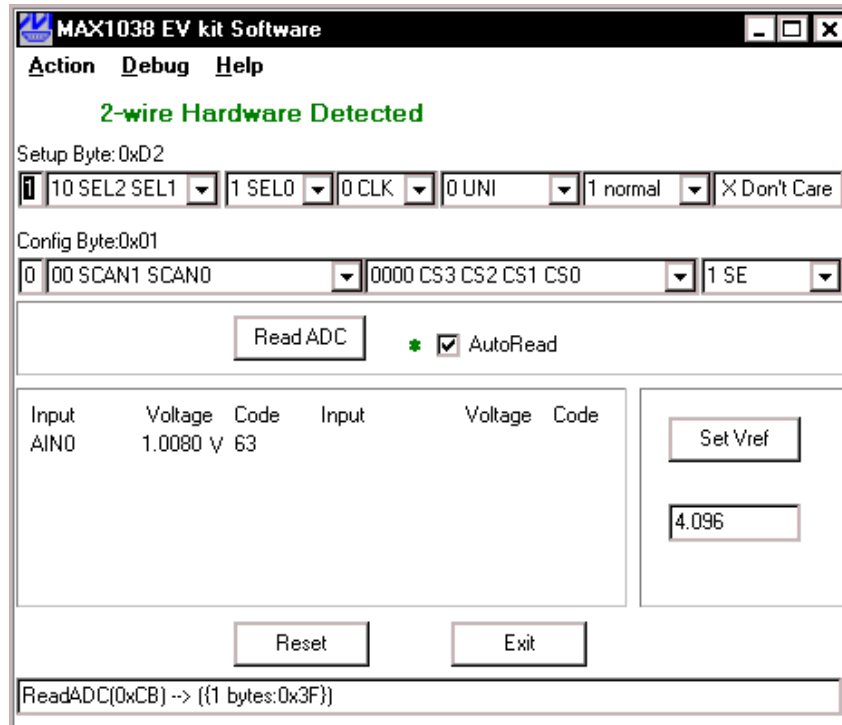 MAX1038 EV kit Software
Action Debug Help
2-wire Hardware Detected
Setup Byte: 0xD2
1 10 SEL2 SEL1 1 SEL0 0 CLK 0 UNI 1 normal X Don't Care
Config Byte:0x01
0 00 SCAN1 SCAN0 0000 CS3 CS2 CS1 CS0 1 SE
Read ADC * AutoRead
Input Voltage Code Input Voltage Code
AIN0 1.0080 V 63
Set Vref
4.096
Reset Exit
ReadADC(0xCB) --> ({1 bytes:0x3F})